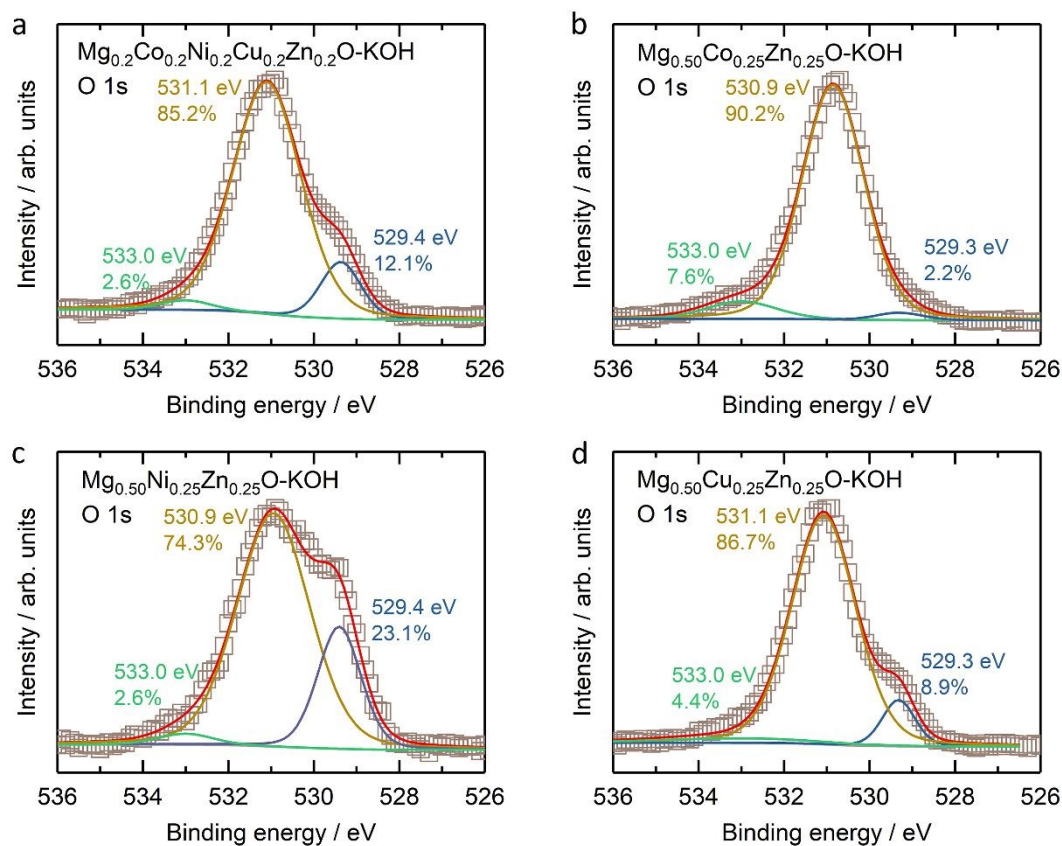 a
Mg0.2Co0.2Ni0.2Cu0.2Zn0.2O-KOH
O 1s
531.1 eV
85.2%
533.0 eV
2.6%
529.4 eV
12.1%
Intensity / arb. units
536 534 532 530 528 526
Binding energy / eV
b
Mg0.50Co0.25Zn0.25O-KOH
O 1s
530.9 eV
90.2%
533.0 eV
7.6%
529.3 eV
2.2%
Intensity / arb. units
536 534 532 530 528 526
Binding energy / eV
c
Mg0.50Ni0.25Zn0.25O-KOH
O 1s
530.9 eV
74.3%
533.0 eV
2.6%
529.4 eV
23.1%
Intensity / arb. units
536 534 532 530 528 526
Binding energy / eV
d
Mg0.50Cu0.25Zn0.25O-KOH
O 1s
531.1 eV
86.7%
533.0 eV
4.4%
529.3 eV
8.9%
Intensity / arb. units
536 534 532 530 528 526
Binding energy / eV